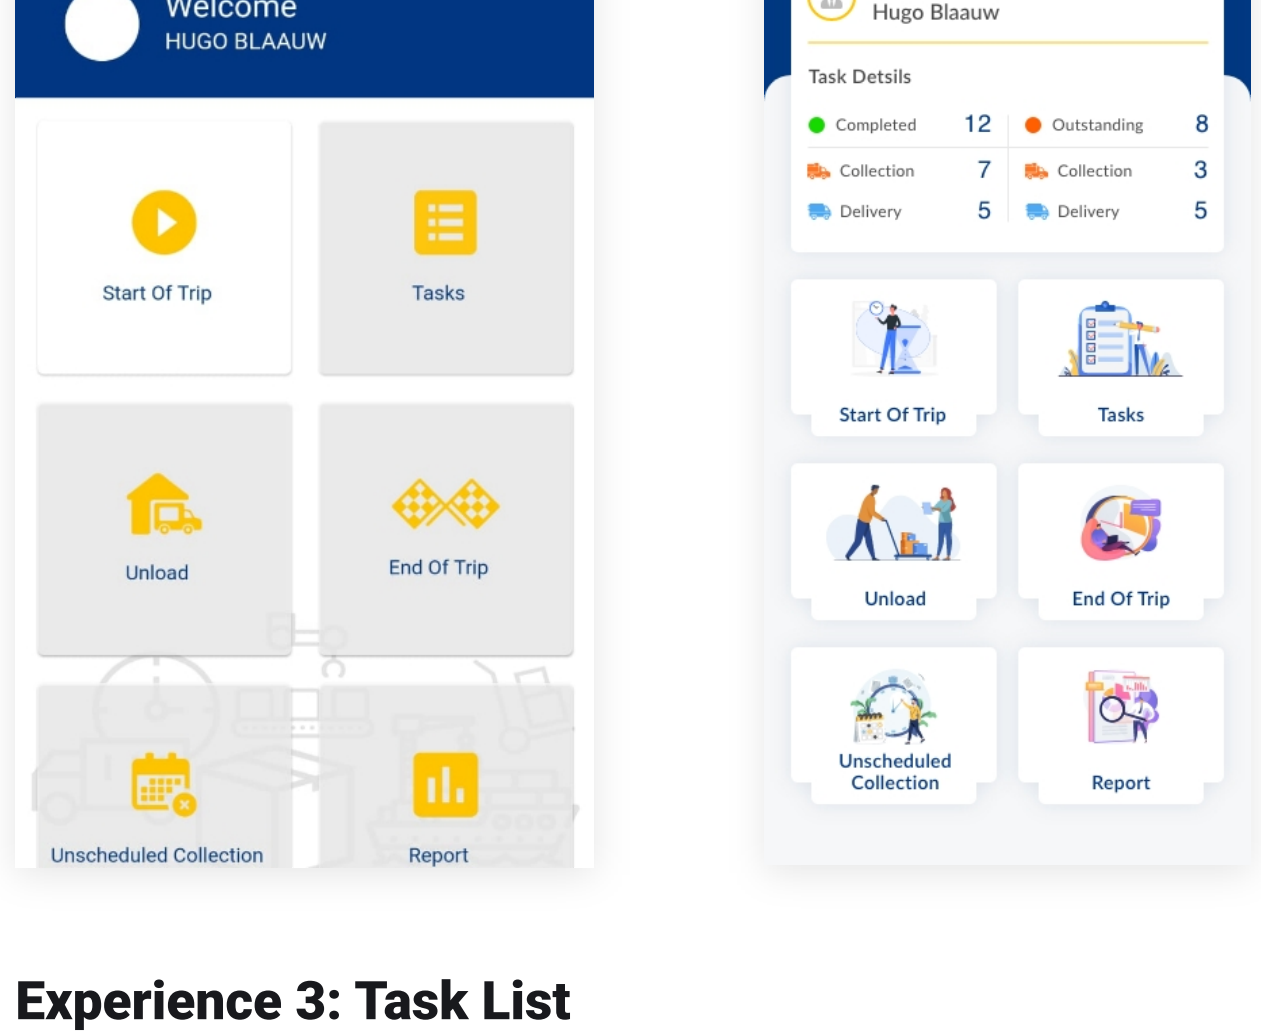 Welcome
HUGO BLAAUW
Start Of Trip
Tasks
Unload
End Of Trip
Unscheduled Collection
Report
Hugo Blaauw
Task Detsils
Completed 12
Outstanding 8
Collection 7
Collection 3
Delivery 5
Delivery 5
Start Of Trip
Tasks
Unload
End Of Trip
Unscheduled
Collection
Report
Experience 3: Task List